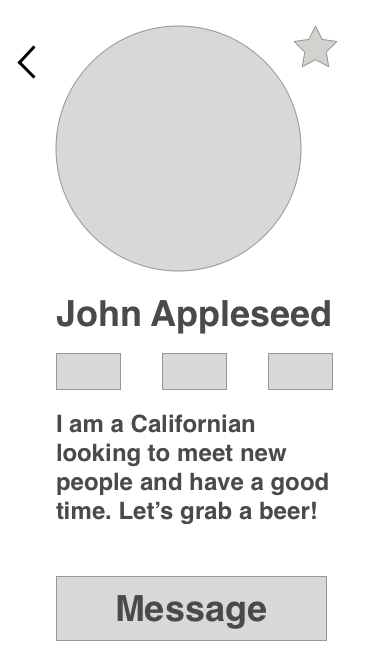 John Appleseed
I am a Californian
looking to meet new
people and have a good
time. Let’s grab a beer!
Message